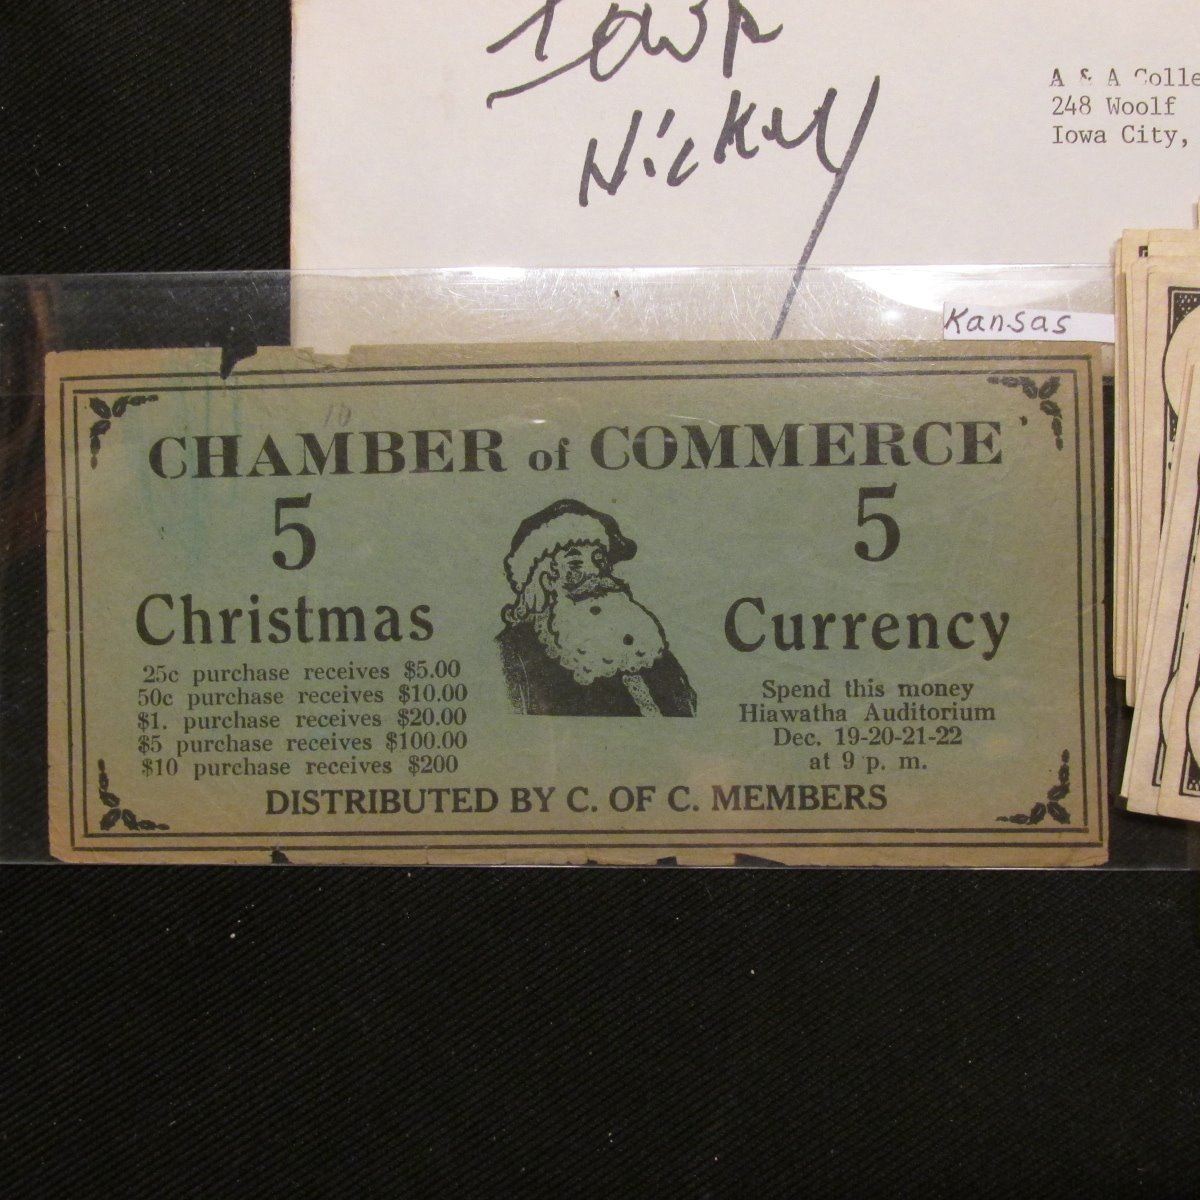 Iowa
Nickey
A & A Colle
248 Woolf
Iowa City,
Kansas
10
CHAMBER of COMMERCE
5 5
Christmas Currency
25c purchase receives $5.00
50c purchase receives $10.00
$1. purchase receives $20.00
$5 purchase receives $100.00
$10 purchase receives $200
Spend this money
Hiawatha Auditorium
Dec. 19-20-21-22
at 9 p. m.
DISTRIBUTED BY C. OF C. MEMBERS